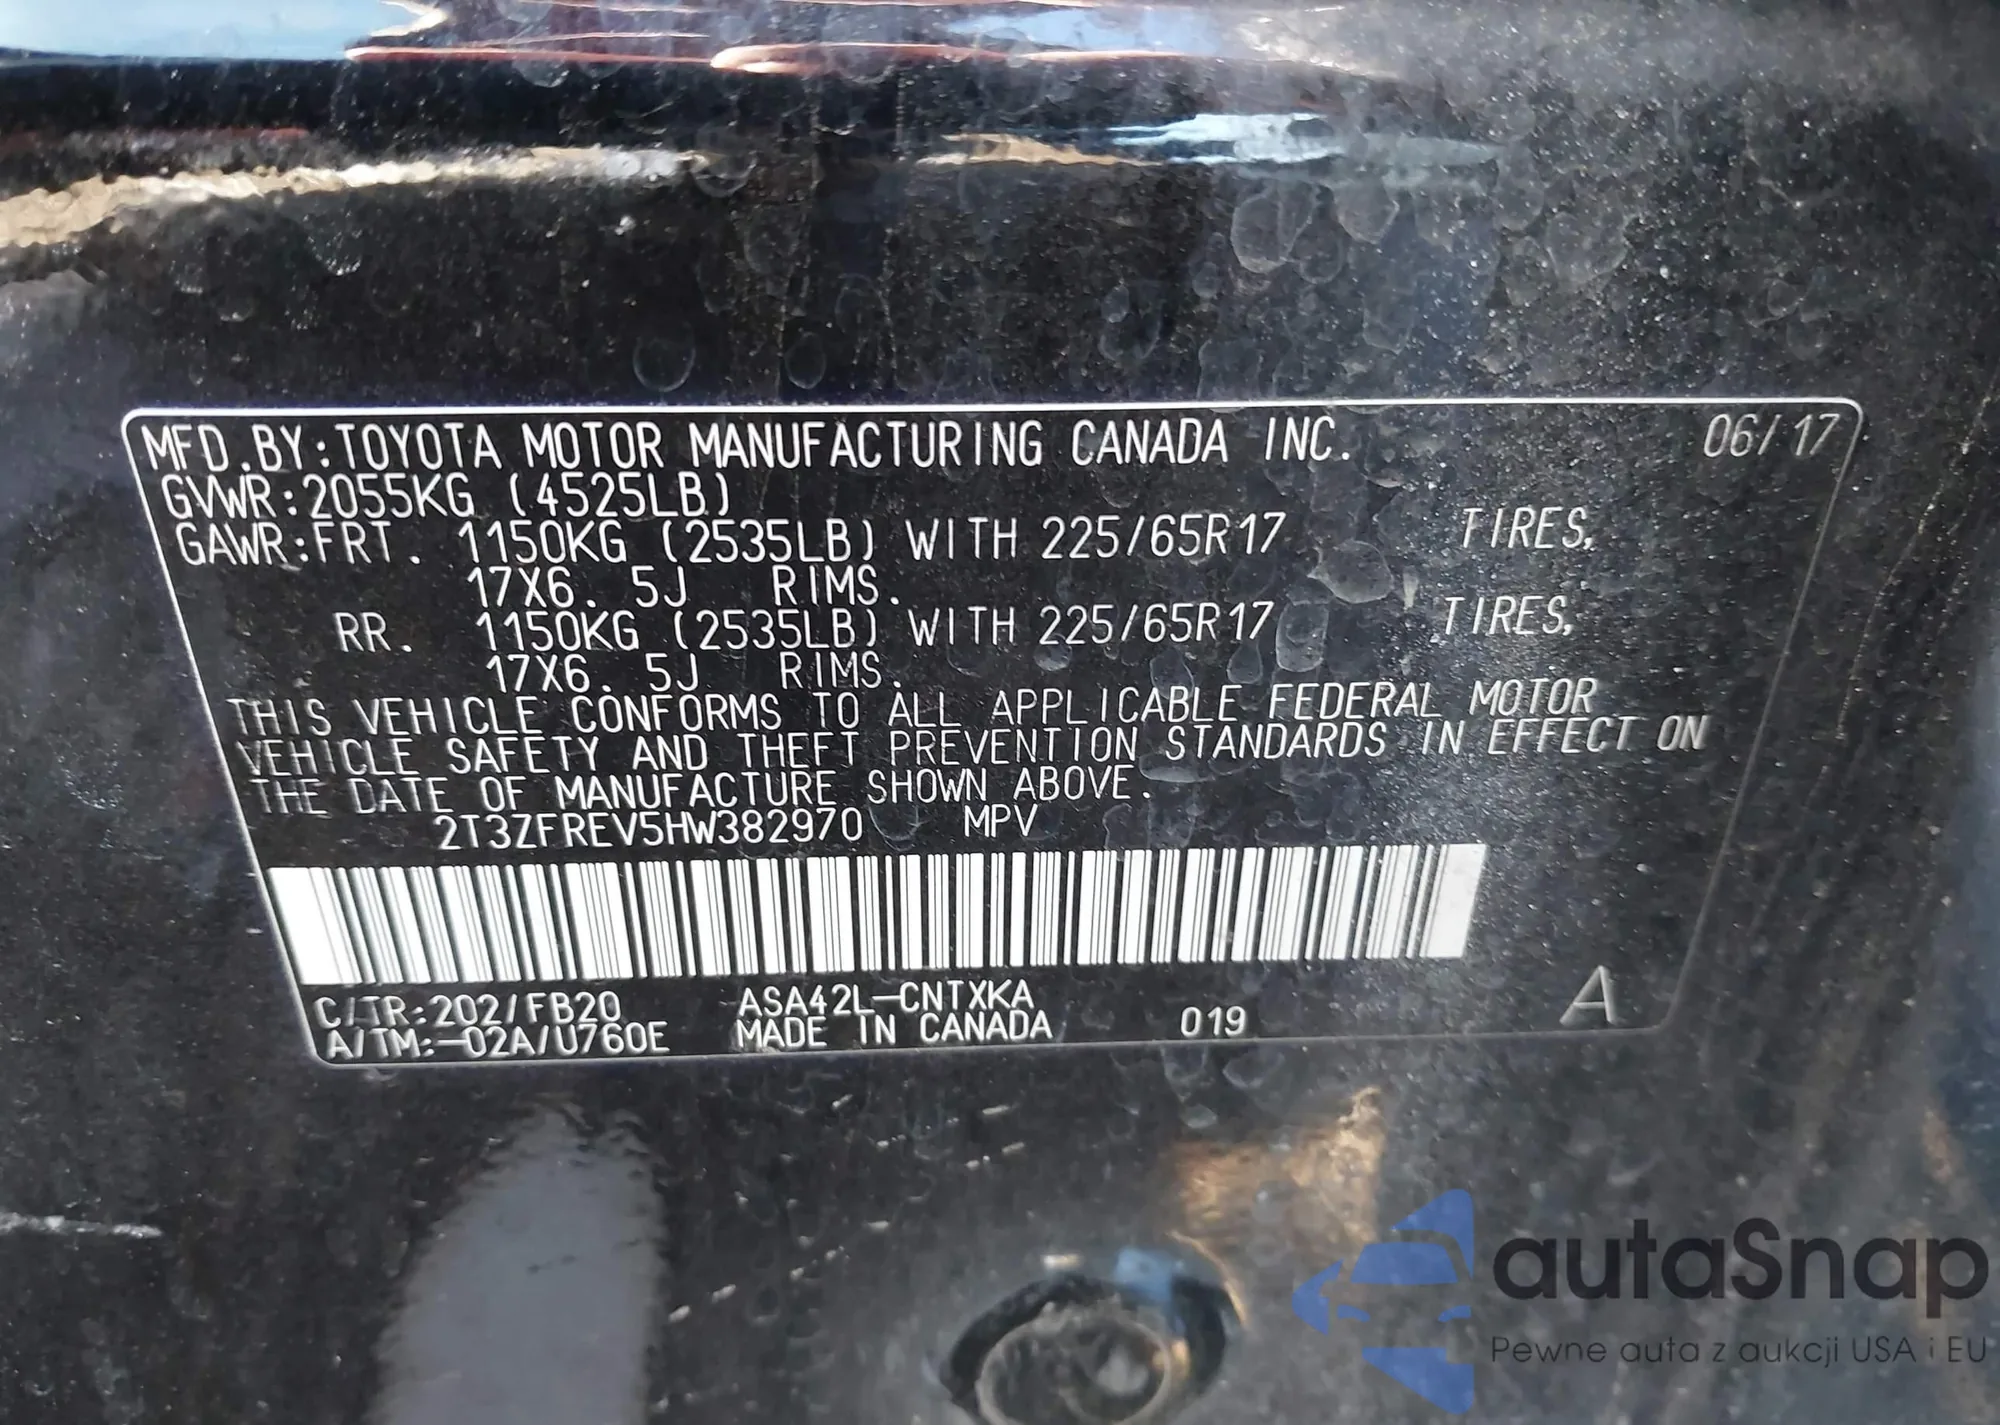 MFD.BY:TOYOTA MOTOR MANUFACTURING CANADA INC. 06/17
GVWR:2055KG (4525LB)
GAWR:FRT. 1150KG (2535LB) WITH 225/65R17 TIRES,
17X6.5J RIMS.
RR. 1150KG (2535LB) WITH 225/65R17 TIRES,
17X6.5J RIMS.
THIS VEHICLE CONFORMS TO ALL APPLICABLE FEDERAL MOTOR
VEHICLE SAFETY AND THEFT PREVENTION STANDARDS IN EFFECT ON
THE DATE OF MANUFACTURE SHOWN ABOVE.
2T3ZFREV5HW382970 MPV
C/TR:202/FB20 ASA42L-CNTXKA
A/TM:-02A/U760E MADE IN CANADA 019 A
autaSnap
Pewne auta z aukcji USA i EU